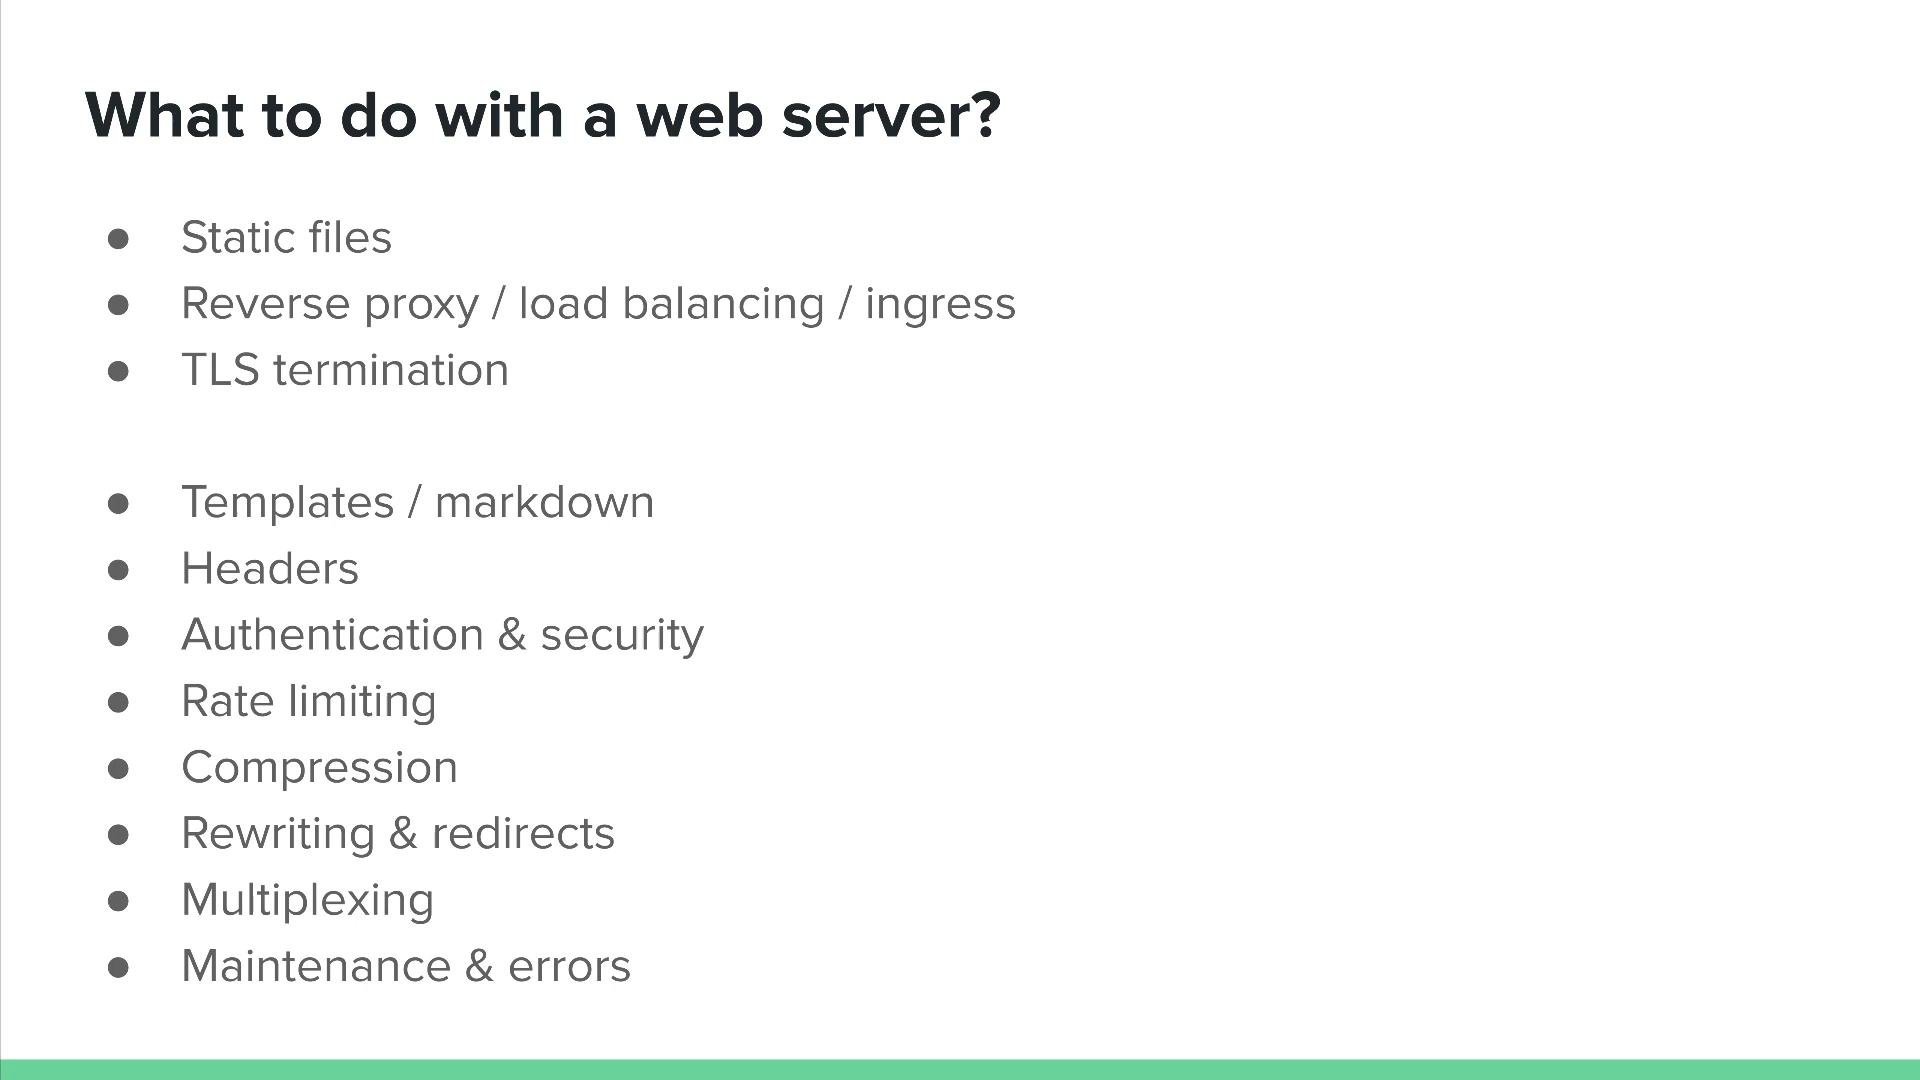 What to do with a web server?
● Static files
● Reverse proxy / load balancing / ingress
● TLS termination
● Templates / markdown
● Headers
● Authentication & security
● Rate limiting
● Compression
● Rewriting & redirects
● Multiplexing
● Maintenance & errors